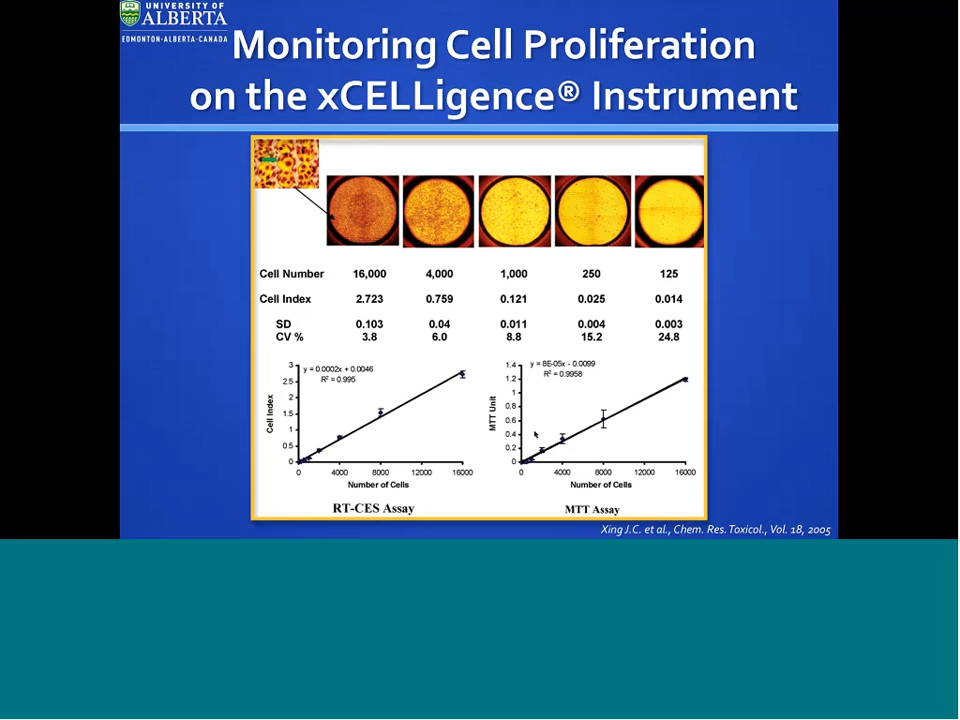 UNIVERSITY OF
ALBERTA
EDMONTON·ALBERTA·CANADA
Monitoring Cell Proliferation
on the xCELLigence® Instrument
Cell Number 16,000 4,000 1,000 250 125
Cell Index 2.723 0.759 0.121 0.025 0.014
SD 0.103 0.04 0.011 0.004 0.003
CV % 3.8 6.0 8.8 15.2 24.8
y = 0.0002x + 0.0046
R² = 0.995
Cell Index
3
2.5
2
1.5
1
0.5
0
0 4000 8000 12000 16000
Number of Cells
RT-CES Assay
y = 8E-05x - 0.0099
R² = 0.9958
MTT Unit
1.4
1.2
1
0.8
0.6
0.4
0.2
0
0 4000 8000 12000 16000
Number of Cells
MTT Assay
Xing J.C. et al., Chem. Res. Toxicol., Vol. 18, 2005